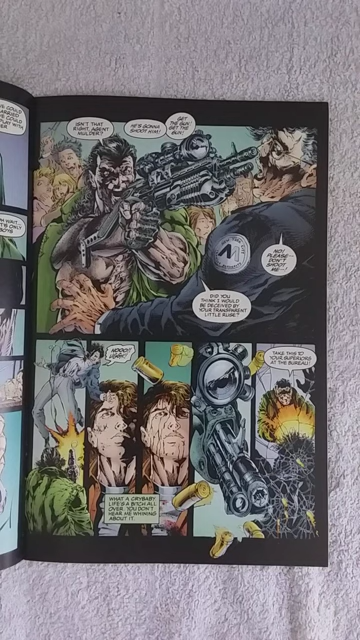 ISN'T THAT
RIGHT, AGENT
MULDER?
HE'S GONNA
SHOOT HIM!
GET
THE GUN!
GET THE
GUN!
NO!
PLEASE--
DON'T
SHOOT
ME--!
DID YOU
THINK I WOULD
BE DECEIVED BY
YOUR TRANSPARENT
LITTLE RUSE?
NOOO!!
TAKE THIS TO
YOUR SUPERIORS
AT THE BUREAU!
WHAT A CRYBABY.
LIFE'S A BITCH ALL
OVER. YOU DON'T
HEAR ME WHINING
ABOUT IT.